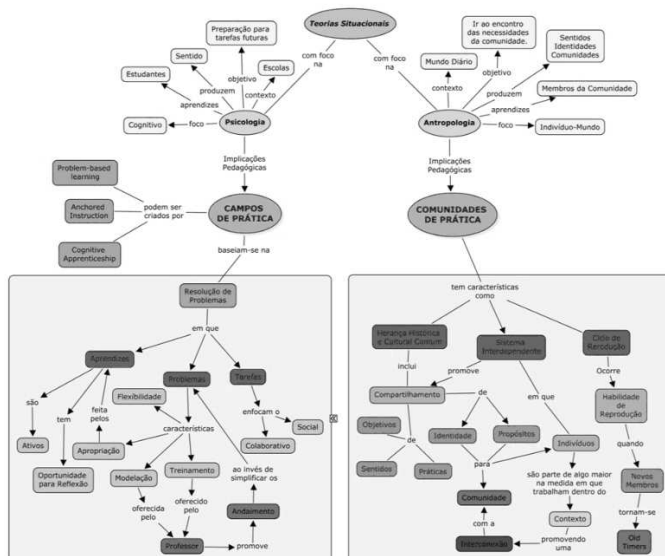 Teorias Situacionais
com foco
na
com foco
na
Preparação para
tarefas futuras
Sentido
Estudantes
objetivo
Escolas
produzem
aprendizes
contexto
Cognitivo
foco
Psicologia
Ir ao encontro
das necessidades
da comunidade.
Sentidos
Identidades
Comunidades
Mundo Diário
objetivo
contexto
produzem
Membros da Comunidade
aprendizes
Antropologia
foco
Indivíduo-Mundo
Implicações
Pedagógicas
Implicações
Pedagógicas
Problem-based
learning
Anchored
Instruction
Cognitive
Apprenticeship
podem ser
criados por
CAMPOS
DE PRÁTICA
COMUNIDADES
DE PRÁTICA
baseiam-se na
Resolução de
Problemas
em que
Aprendizes
Problemas
Tarefas
são
tem
feita
pelos
Flexíbilidade
enfocam o
Social
Colaborativo
características
Ativos
Apropriação
Oportunidade
para Reflexão
Modelação
Treinamento
ao invés de
simplificar os
oferecida
pelo
oferecido
pelo
Andaimento
Professor
promove
tem características
como
Herança Histórica
e Cultural Comum
Sistema
Interdependente
Ciclo de
Rerodução
inclui
promove
Ocorre
Compartilhamento
de
em que
Habilidade
de
Reprodução
Objetivos
de
Identidade
Propósitos
Indivíduos
quando
Sentidos
Práticas
para
são parte de algo maior
na medida em que
trabalham dentro do
Novos
Membros
Comunidade
Contexto
tornam-se
com a
promovendo
uma
Interconexão
Old
Timers